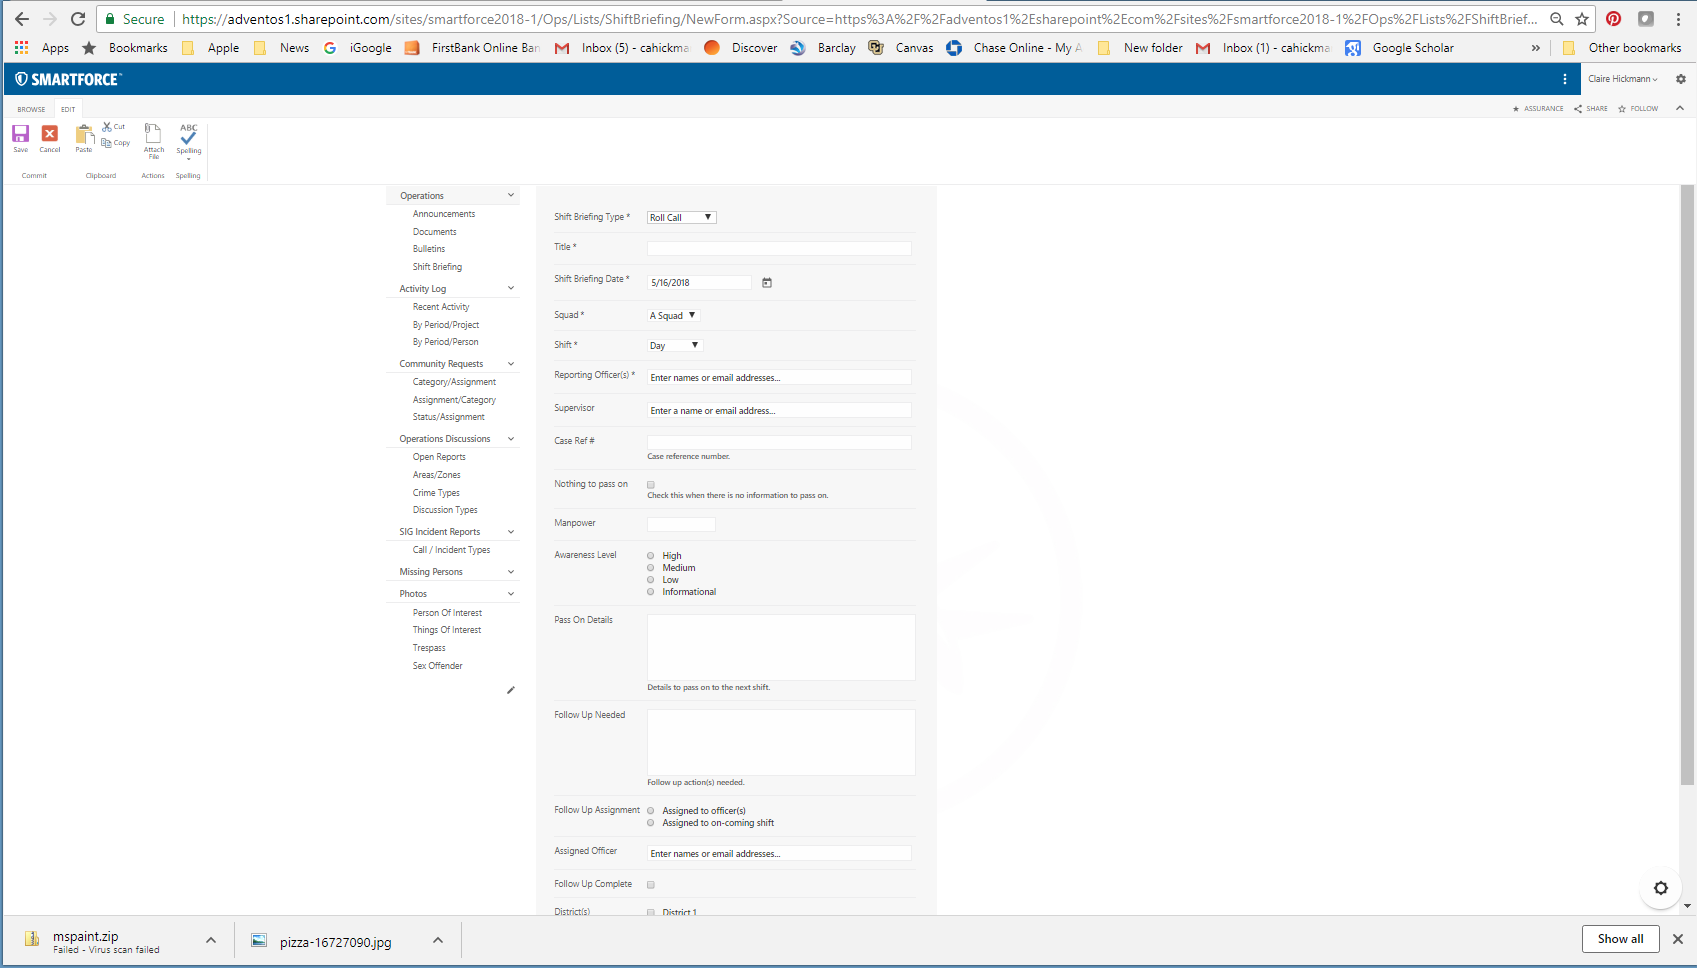 Secure https://adventos1.sharepoint.com/sites/smartforce2018-1/Ops/Lists/ShiftBriefing/NewForm.aspx?Source=https%3A%2F%2Fadventos1%2Esharepoint%2Ecom%2Fsites%2Fsmartforce2018-1%2FOps%2FLists%2FShiftBrief...
Apps Bookmarks Apple News iGoogle FirstBank Online Ban Inbox (5) - cahickma Discover Barclay Canvas Chase Online - My A New folder Inbox (1) - cahickma Google Scholar » Other bookmarks
SMARTFORCE™ Claire Hickmann
BROWSE EDIT ASSURANCE SHARE FOLLOW
Save Cancel Paste Cut Copy Attach File ABC Spelling
Commit Clipboard Actions Spelling
Operations
Announcements
Documents
Bulletins
Shift Briefing
Activity Log
Recent Activity
By Period/Project
By Period/Person
Community Requests
Category/Assignment
Assignment/Category
Status/Assignment
Operations Discussions
Open Reports
Areas/Zones
Crime Types
Discussion Types
SIG Incident Reports
Call / Incident Types
Missing Persons
Photos
Person Of Interest
Things Of Interest
Trespass
Sex Offender
Shift Briefing Type * Roll Call
Title *
Shift Briefing Date * 5/16/2018
Squad * A Squad
Shift * Day
Reporting Officer(s) * Enter names or email addresses...
Supervisor Enter a name or email address...
Case Ref #
Case reference number.
Nothing to pass on
Check this when there is no information to pass on.
Manpower
Awareness Level High
Medium
Low
Informational
Pass On Details
Details to pass on to the next shift.
Follow Up Needed
Follow up action(s) needed.
Follow Up Assignment Assigned to officer(s)
Assigned to on-coming shift
Assigned Officer Enter names or email addresses...
Follow Up Complete
District(s) District 1
mspaint.zip
Failed - Virus scan failed
pizza-16727090.jpg
Show all